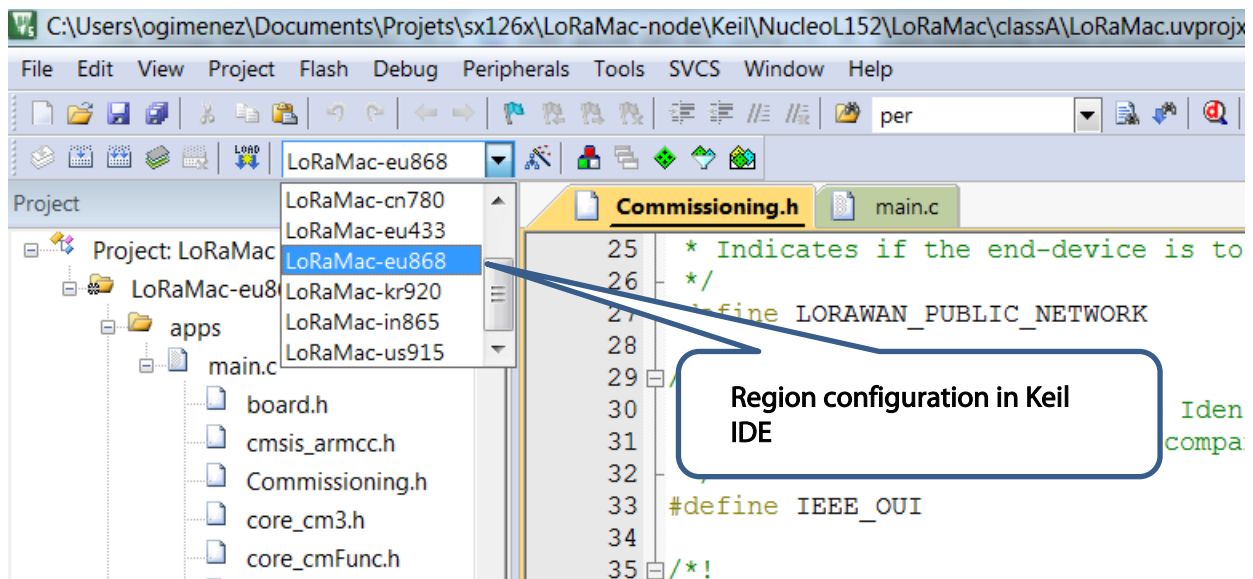 C:\Users\ogimenez\Documents\Projets\sx126x\LoRaMac-node\Keil\NucleoL152\LoRaMac\classA\LoRaMac.uvprojx
File Edit View Project Flash Debug Peripherals Tools SVCS Window Help
per
LOAD LoRaMac-eu868
Project
LoRaMac-cn780
LoRaMac-eu433
LoRaMac-eu868
LoRaMac-kr920
LoRaMac-in865
LoRaMac-us915
Project: LoRaMac
LoRaMac-eu8
apps
main.c
board.h
cmsis_armcc.h
Commissioning.h
core_cm3.h
core_cmFunc.h
Commissioning.h main.c
25 * Indicates if the end-device is to
26 */
27 define LORAWAN_PUBLIC_NETWORK
28
29 /
30 Iden
31 compa
32
33 #define IEEE_OUI
34
35 /*!
Region configuration in Keil
IDE